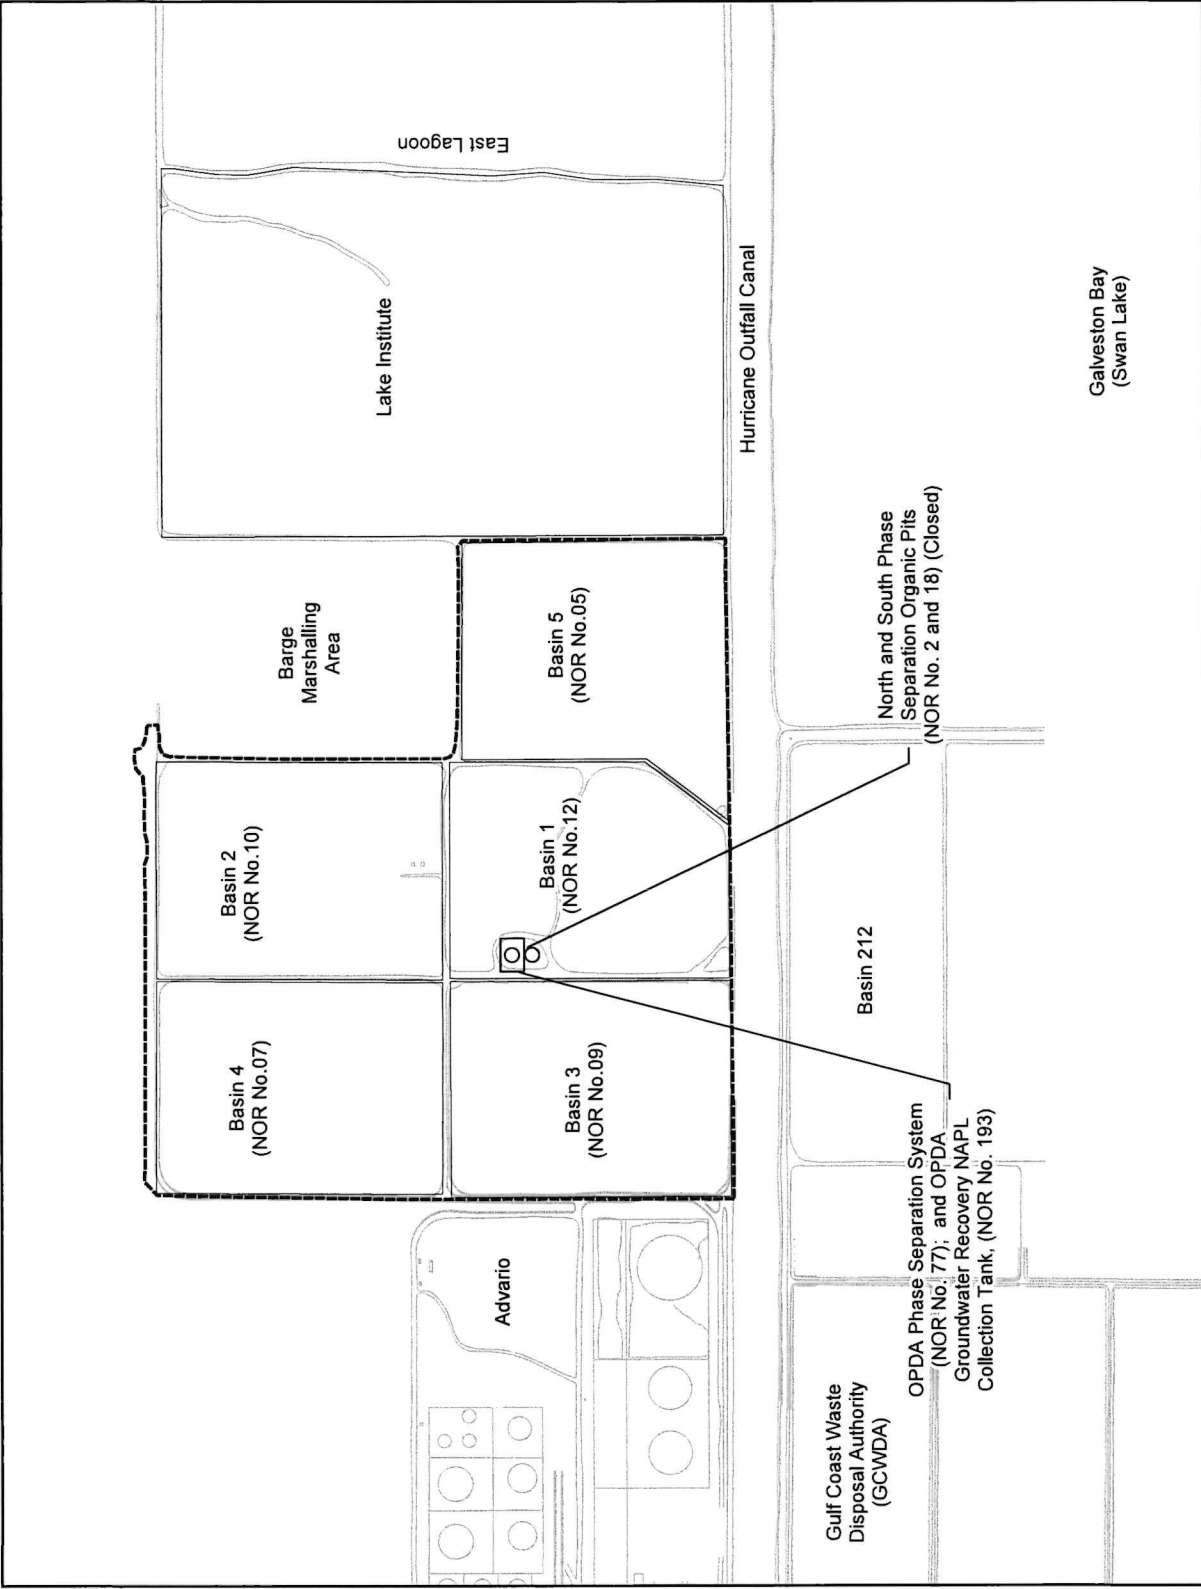 Basin 4
(NOR No.07)
Basin 2
(NOR No.10)
Barge
Marshalling
Area
Lake Institute
East Lagoon
Advario
Basin 3
(NOR No.09)
Basin 1
(NOR No.12)
Basin 5
(NOR No.05)
Hurricane Outfall Canal
Gulf Coast Waste
Disposal Authority
(GCWDA)
Basin 212
OPDA Phase Separation System
(NOR No. 77); and OPDA
Groundwater Recovery NAPL
Collection Tank, (NOR No. 193)
North and South Phase
Separation Organic Pits
(NOR No. 2 and 18) (Closed)
Galveston Bay
(Swan Lake)